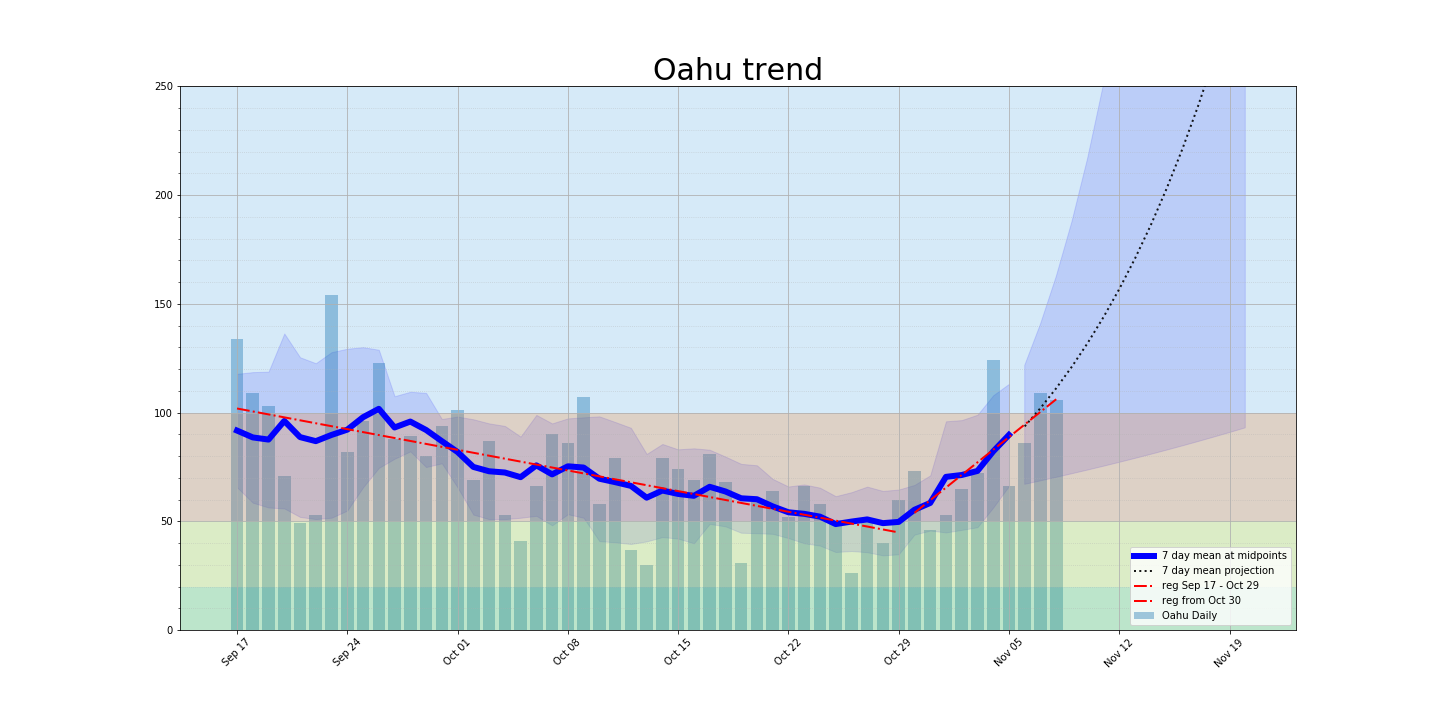 Oahu trend
250
200
150
100
50
0
7 day mean at midpoints
7 day mean projection
reg Sep 17 - Oct 29
reg from Oct 30
Oahu Daily
Sep 17
Sep 24
Oct 01
Oct 08
Oct 15
Oct 22
Oct 29
Nov 05
Nov 12
Nov 19